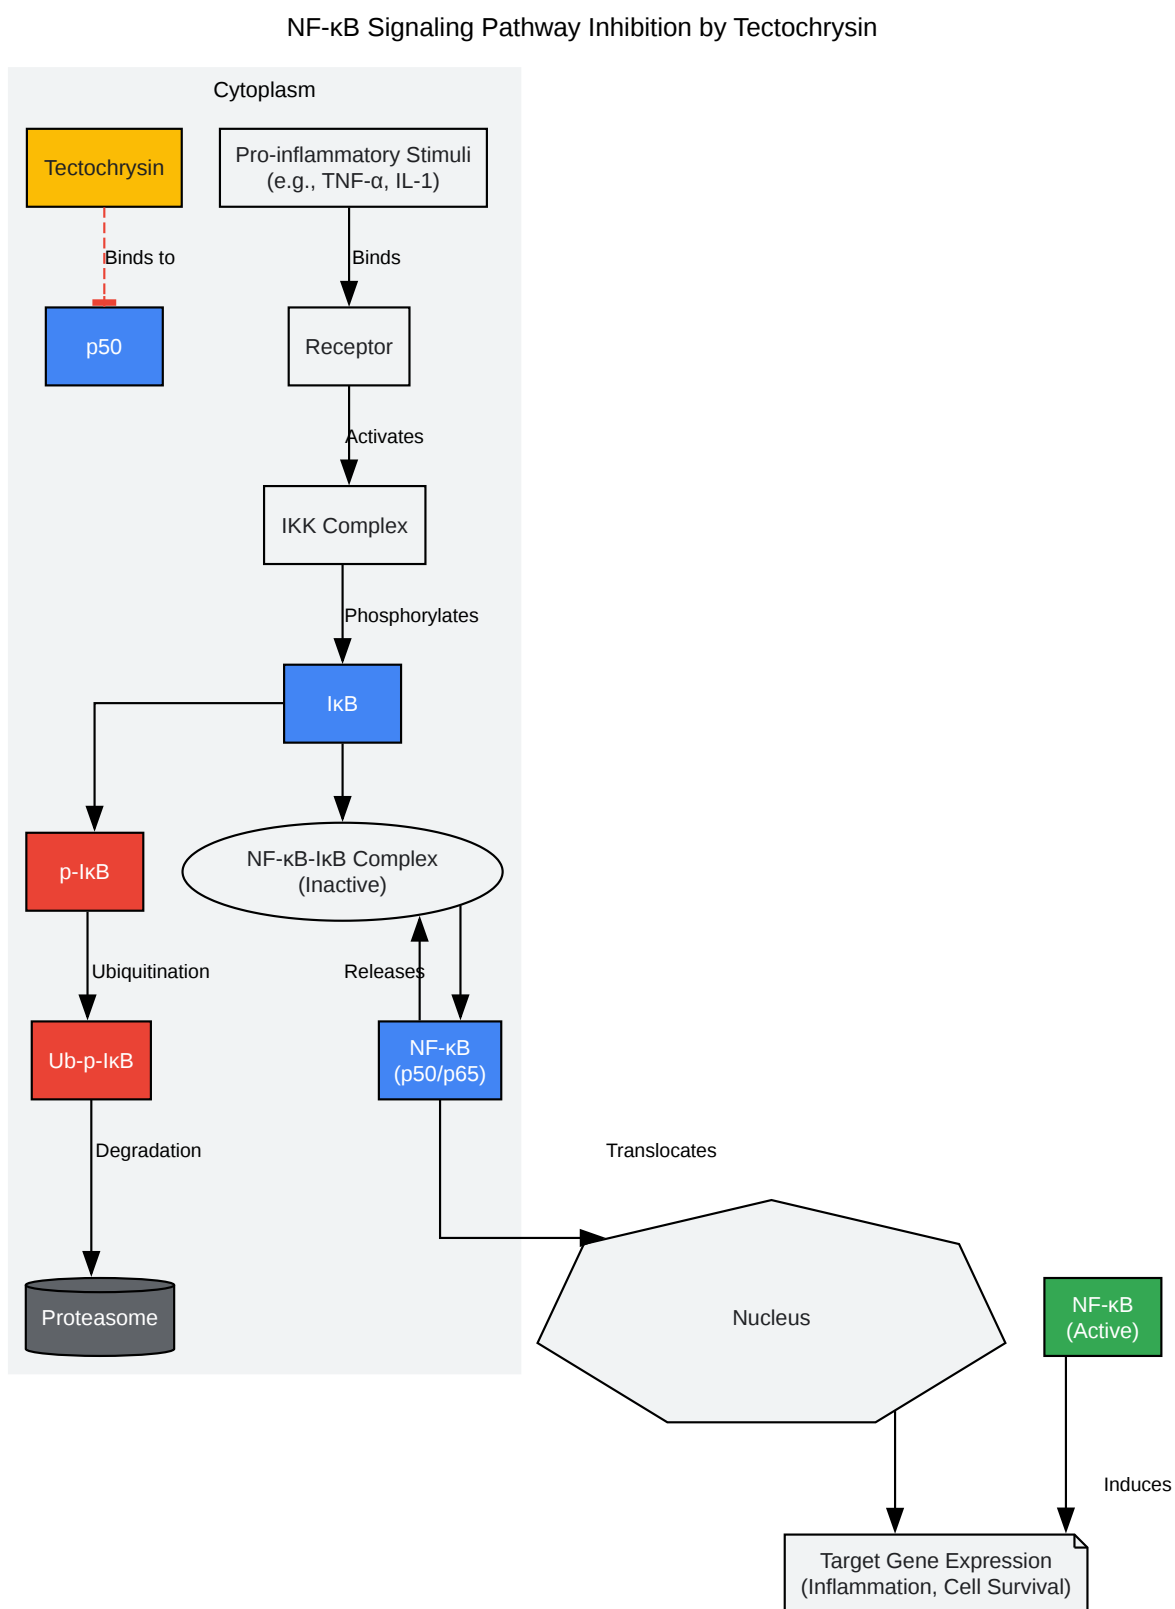 NF-κB Signaling Pathway Inhibition by Tectochrysin
Cytoplasm
Tectochrysin
Pro-inflammatory Stimuli
(e.g., TNF-α, IL-1)
Binds to
Binds
p50
Receptor
Activates
IKK Complex
Phosphorylates
IκB
p-IκB
NF-κB-IκB Complex
(Inactive)
Ubiquitination
Releases
Ub-p-IκB
NF-κB
(p50/p65)
Degradation
Translocates
Proteasome
Nucleus
NF-κB
(Active)
Induces
Target Gene Expression
(Inflammation, Cell Survival)